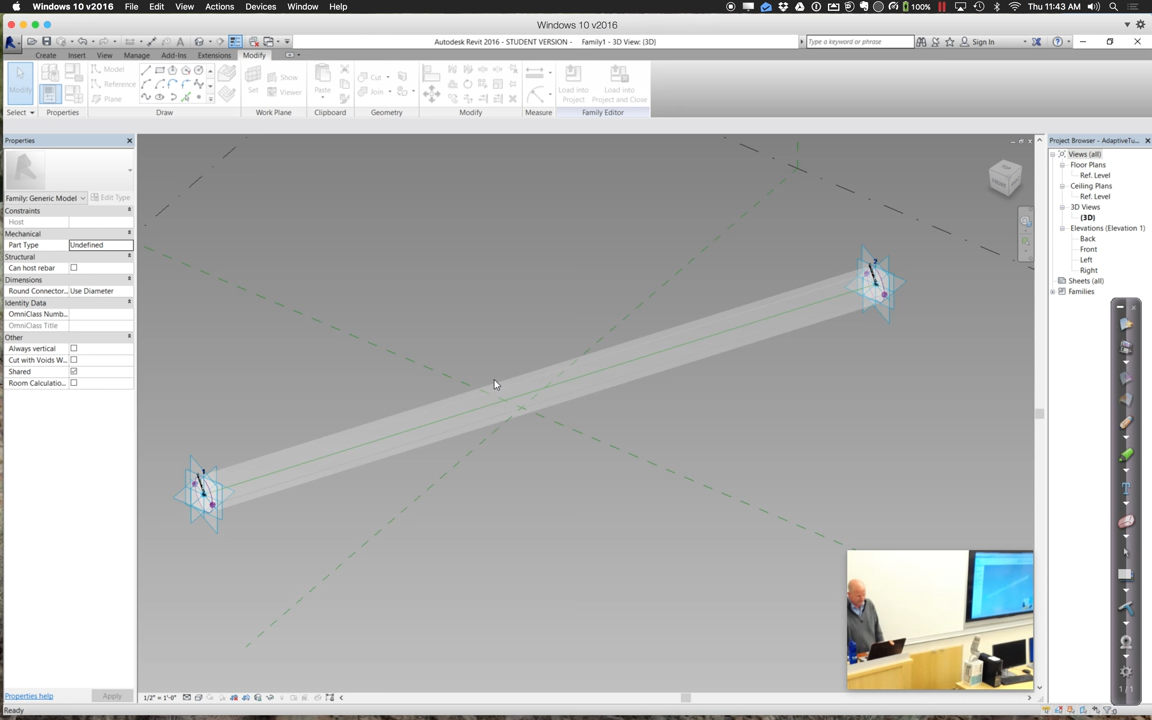 Windows 10 v2016 File Edit View Actions Devices Window Help
100% Thu 11:43 AM
Windows 10 v2016
Autodesk Revit 2016 - STUDENT VERSION - Family1 - 3D View: {3D}
Type a keyword or phrase
Sign In
Create Insert View Manage Add-Ins Extensions Modify
Modify
Model
Reference
Plane
Set
Show
Viewer
Paste
Cut
Join
Load into Project
Load into Project and Close
Select Properties Draw Work Plane Clipboard Geometry Modify Measure Family Editor
Properties
Family: Generic Model
Edit Type
Constraints
Host
Mechanical
Part Type Undefined
Structural
Can host rebar
Dimensions
Round Connector... Use Diameter
Identity Data
OmniClass Numb...
OmniClass Title
Other
Always vertical
Cut with Voids W...
Shared
Room Calculatio...
Properties help
Apply
2
1
1/2" = 1'-0"
Ready
Project Browser - AdaptiveTu...
Views (all)
Floor Plans
Ref. Level
Ceiling Plans
Ref. Level
3D Views
{3D}
Elevations (Elevation 1)
Back
Front
Left
Right
Sheets (all)
Families
T
1 / 1
:0